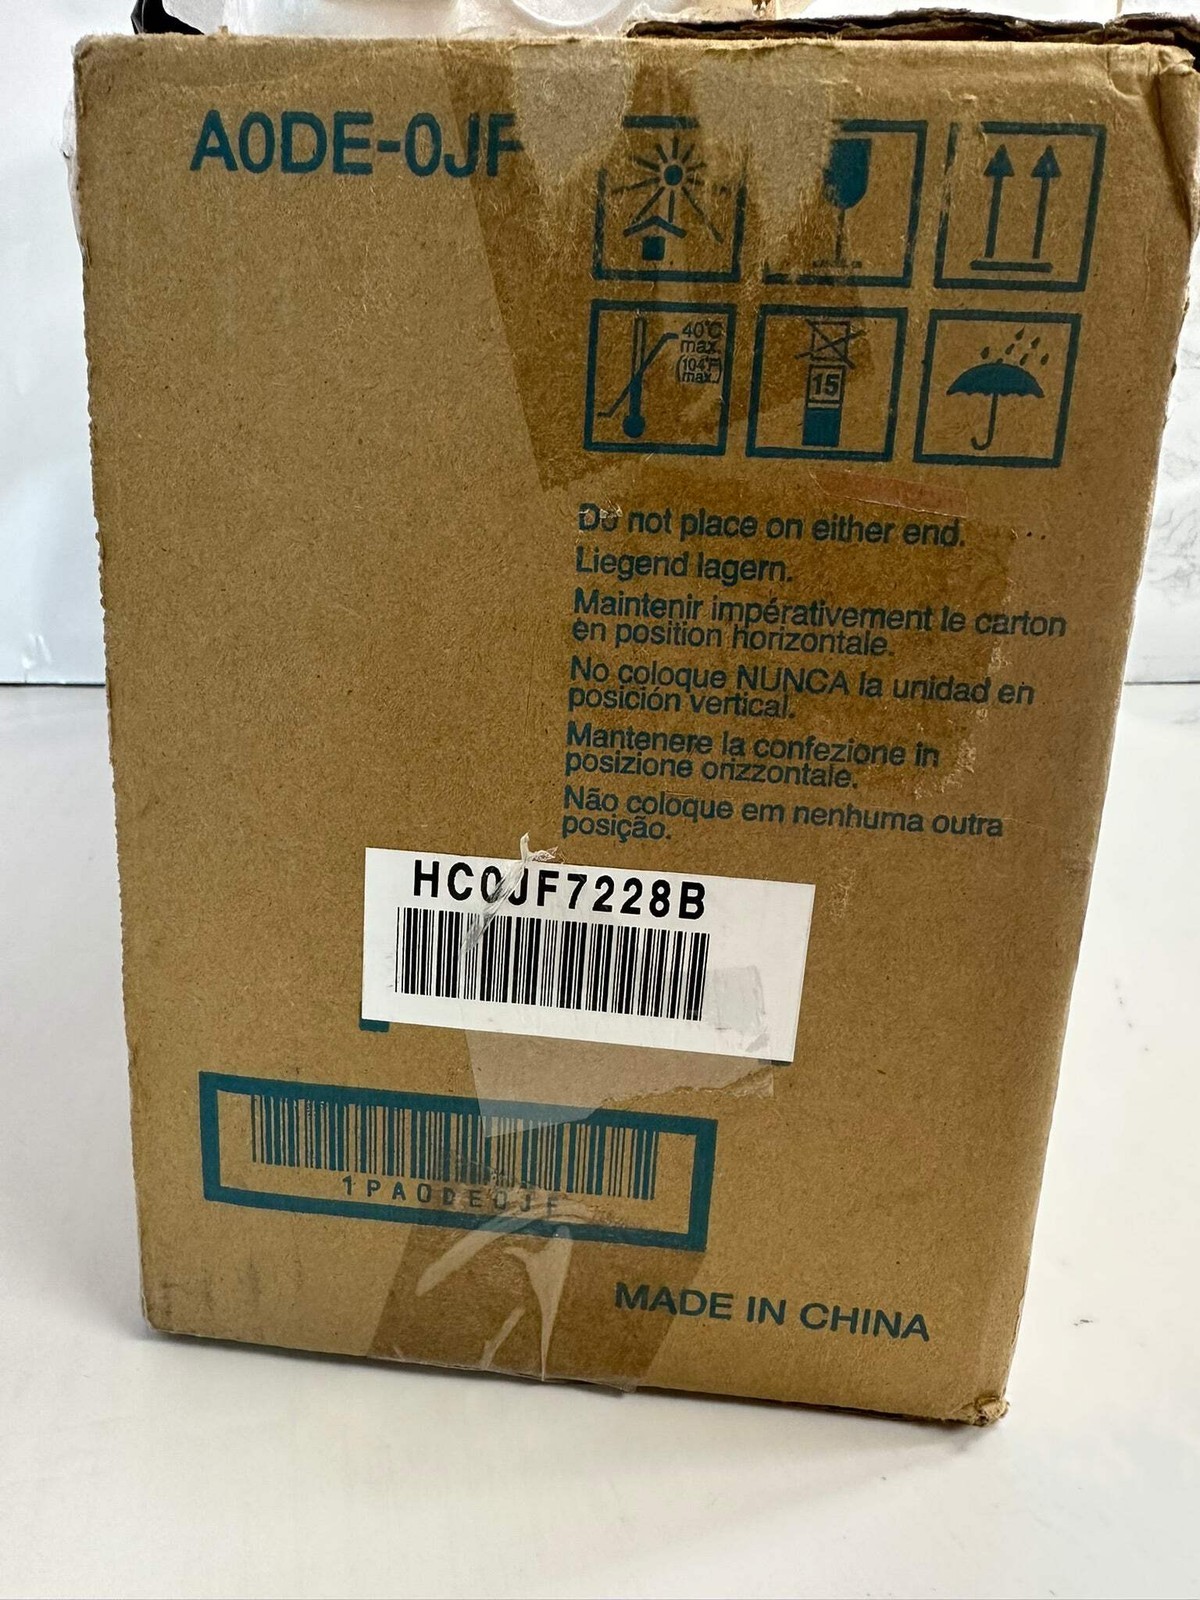 A0DE-0JF
40°C
max.
(104°F
max.)
15
Do not place on either end.
Liegend lagern.
Maintenir impérativement le carton
en position horizontale.
No coloque NUNCA la unidad en
posición vertical.
Mantenere la confezione in
posizione orizzontale.
Não coloque em nenhuma outra
posição.
HC0JF7228B
1PA0DE0JF
MADE IN CHINA